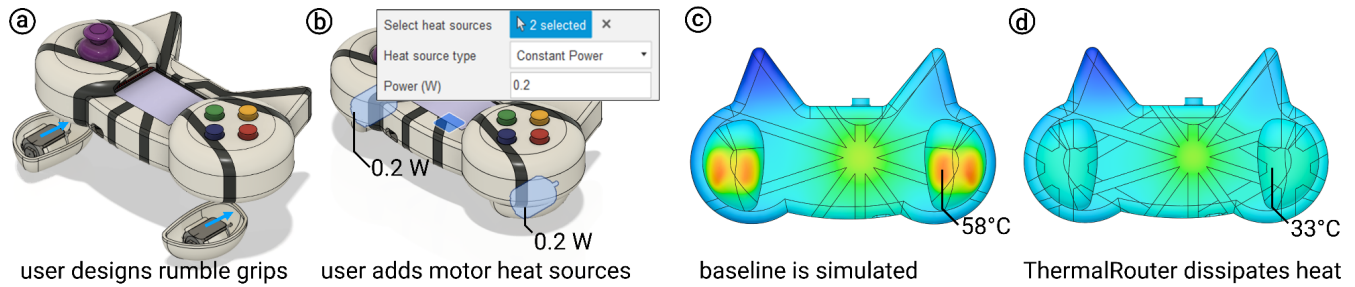 a
b
c
d
Select heat sources 2 selected ×
Heat source type Constant Power
Power (W) 0.2
0.2 W
0.2 W
58°C
33°C
user designs rumble grips
user adds motor heat sources
baseline is simulated
ThermalRouter dissipates heat